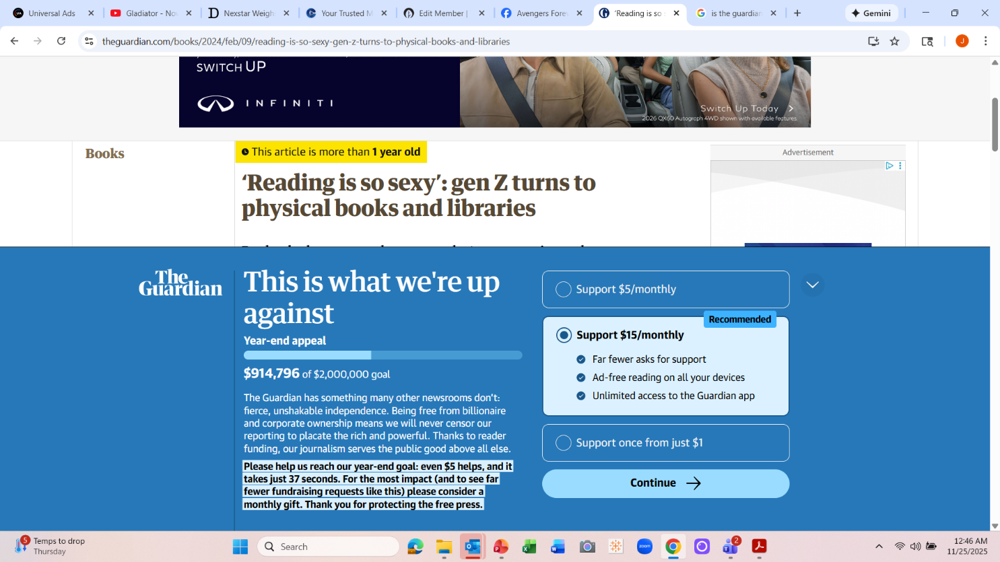 Universal Ads
Gladiator - No
Nexstar Weigh
Your Trusted M
Edit Member |
Avengers Fore
'Reading is so s
is the guardian
Gemini
theguardian.com/books/2024/feb/09/reading-is-so-sexy-gen-z-turns-to-physical-books-and-libraries
J
SWITCH UP
INFINITI
Switch Up Today
2026 QX60 Autograph 4WD shown with available features.
Books
This article is more than 1 year old
Advertisement
‘Reading is so sexy’: gen Z turns to
physical books and libraries
The
Guardian
This is what we're up
against
Year-end appeal
$914,796 of $2,000,000 goal
The Guardian has something many other newsrooms don't:
fierce, unshakable independence. Being free from billionaire
and corporate ownership means we will never censor our
reporting to placate the rich and powerful. Thanks to reader
funding, our journalism serves the public good above all else.
Please help us reach our year-end goal: even $5 helps, and it
takes just 37 seconds. For the most impact (and to see far
fewer fundraising requests like this) please consider a
monthly gift. Thank you for protecting the free press.
Support $5/monthly
Recommended
Support $15/monthly
Far fewer asks for support
Ad-free reading on all your devices
Unlimited access to the Guardian app
Support once from just $1
Continue
5
Temps to drop
Thursday
Search
zoom
2
12:46 AM
11/25/2025